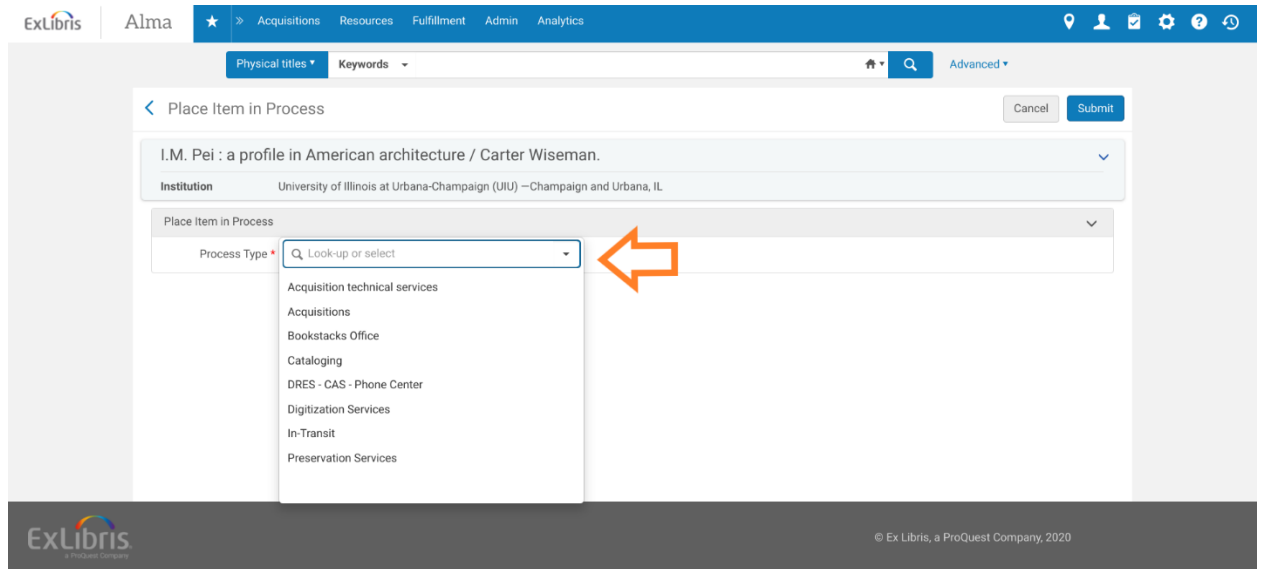 ExLibris Alma » Acquisitions Resources Fulfillment Admin Analytics
Physical titles Keywords Advanced
Place Item in Process Cancel Submit
I.M. Pei : a profile in American architecture / Carter Wiseman.
Institution University of Illinois at Urbana-Champaign (UIU) —Champaign and Urbana, IL
Place Item in Process
Process Type * Look-up or select
Acquisition technical services
Acquisitions
Bookstacks Office
Cataloging
DRES - CAS - Phone Center
Digitization Services
In-Transit
Preservation Services
ExLibris
a ProQuest Company
© Ex Libris, a ProQuest Company, 2020